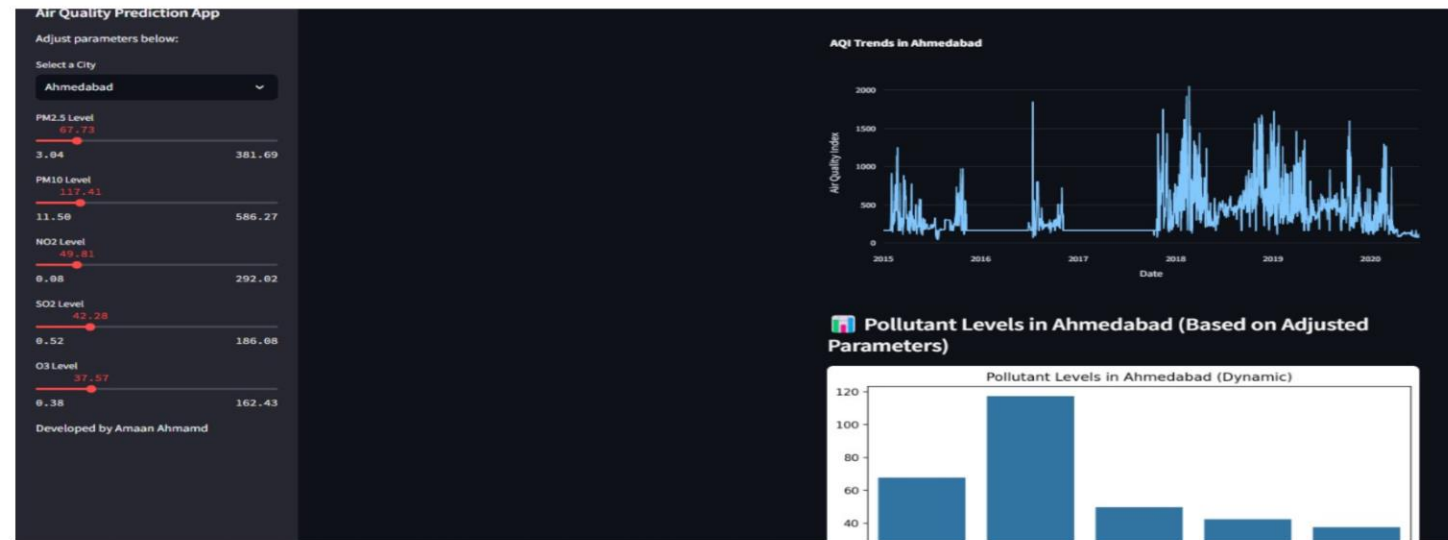 Air Quality Prediction App
Adjust parameters below:
Select a City
Ahmedabad
PM2.5 Level
67.73
3.04 381.69
PM10 Level
117.41
11.50 586.27
NO2 Level
49.81
0.08 292.02
SO2 Level
42.28
0.52 186.08
O3 Level
37.57
0.38 162.43
Developed by Amaan Ahmamd
AQI Trends in Ahmedabad
2000
1500
1000
500
0
Air Quality Index
2015 2016 2017 2018 2019 2020
Date
Pollutant Levels in Ahmedabad (Based on Adjusted
Parameters)
Pollutant Levels in Ahmedabad (Dynamic)
120
100
80
60
40